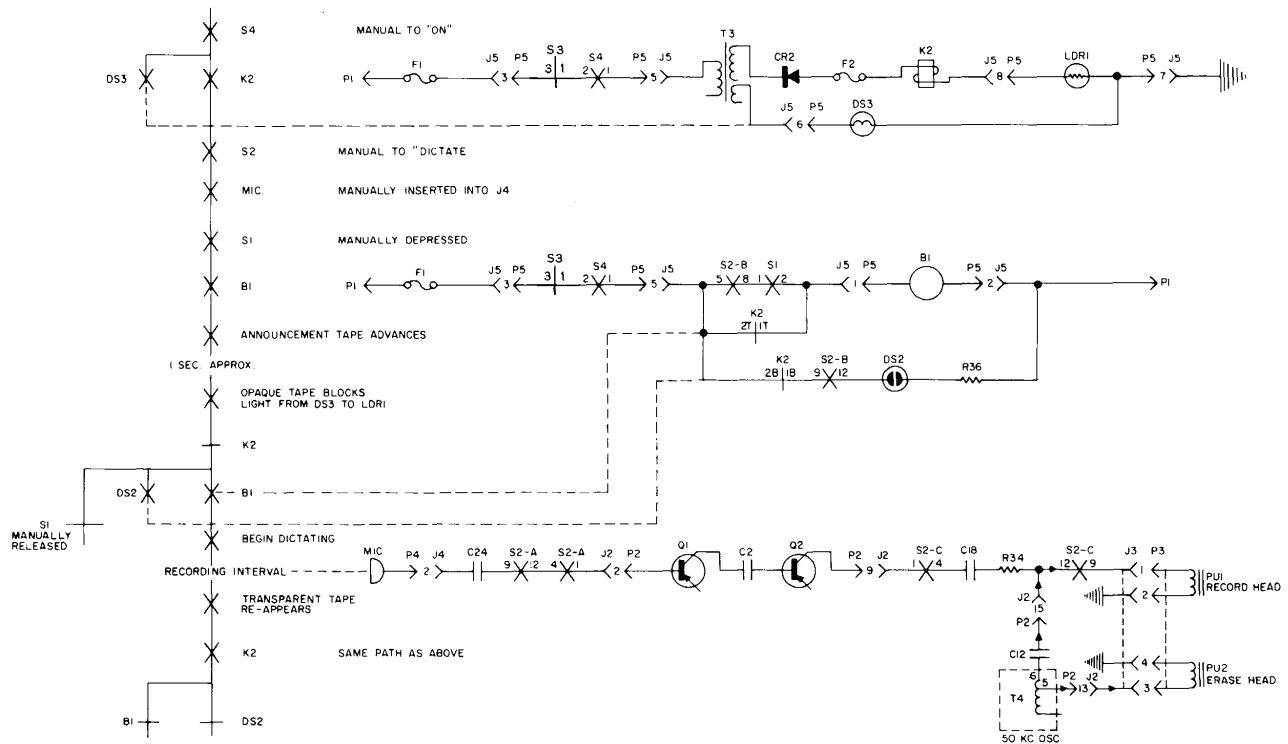 S4 MANUAL TO "ON"
T3
DS3 K2 P1 F1 J5 3 P5 S3 3 1 S4 2 1 P5 5 J5 CR2 F2 K2 J5 8 P5 LDR1 P5 7 J5
J5 6 P5 DS3
S2 MANUAL TO "DICTATE
MIC. MANUALLY INSERTED INTO J4
S1 MANUALLY DEPRESSED
B1 P1 F1 J5 3 P5 S3 3 1 S4 2 1 P5 5 J5 S2-B 5 8 S1 1 2 J5 1 P5 B1 P5 2 J5 P1
K2 2T 1T
ANNOUNCEMENT TAPE ADVANCES
1 SEC. APPROX.
K2 2B 1B S2-B 9 12 DS2 R36
OPAQUE TAPE BLOCKS
LIGHT FROM DS3 TO LDR1
K2
DS2 B1
S1
MANUALLY
RELEASED
BEGIN DICTATING
RECORDING INTERVAL MIC P4 2 J4 C24 S2-A 9 12 S2-A 4 1 J2 2 P2 Q1 C2 Q2 P2 9 J2 S2-C 1 4 C18 R34 S2-C 12 9 J3 1 P3
PU1
RECORD HEAD
2
J2 15 P2
TRANSPARENT TAPE
RE-APPEARS
K2 SAME PATH AS ABOVE
C12
4
PU2
ERASE HEAD
3
6 5 T4 P2 13 J2
B1 DS2
50 KC OSC.